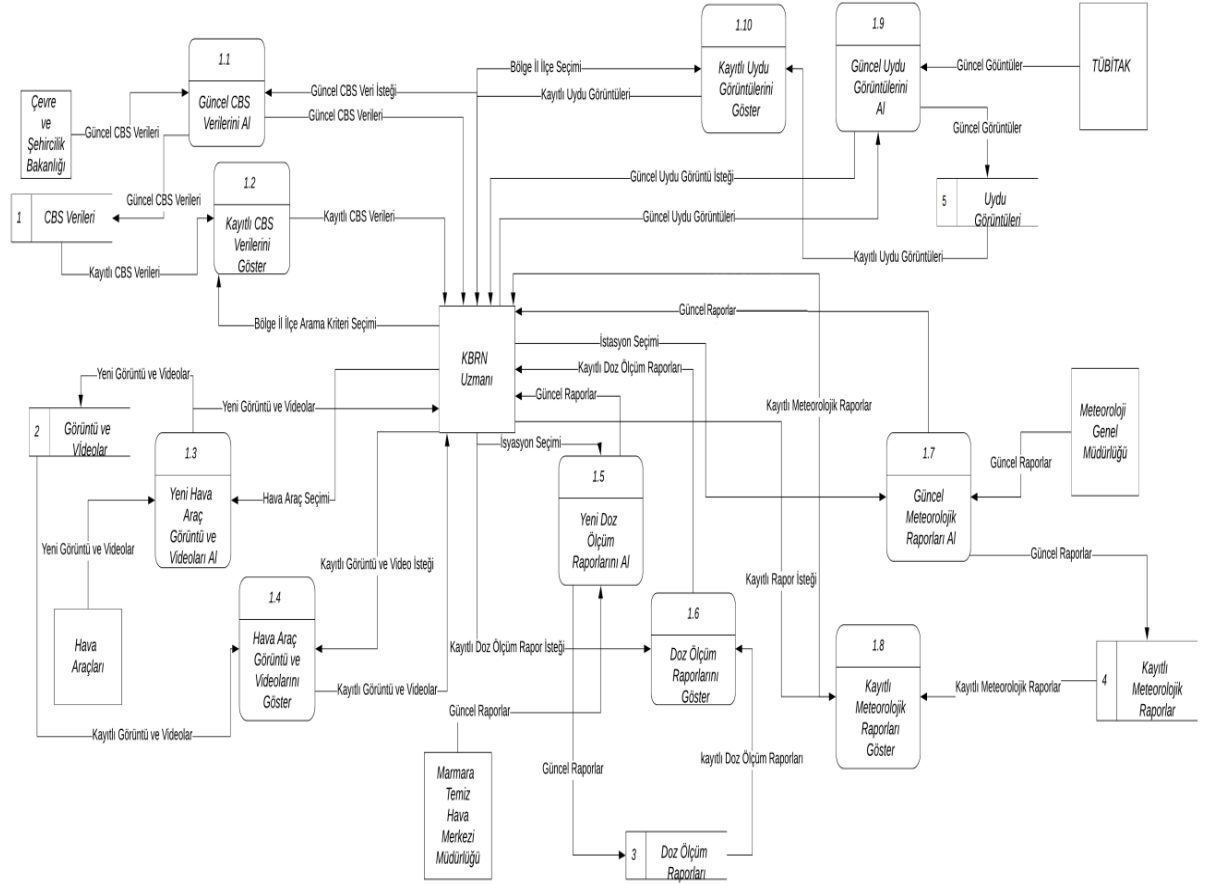 1.1
Güncel CBS
Verilerini Al
Çevre
ve
Şehircilik
Bakanlığı
Güncel CBS Verileri
Güncel CBS Veri İsteği
Güncel CBS Verileri
1
CBS Verileri
Güncel CBS Verileri
1.2
Kayıtlı CBS
Verilerini
Göster
Kayıtlı CBS Verileri
Kayıtlı CBS Verileri
Bölge İl İlçe Arama Kriteri Seçimi
1.10
Kayıtlı Uydu
Görüntülerini
Göster
Bölge İl İlçe Seçimi
Kayıtlı Uydu Görüntüleri
1.9
Güncel Uydu
Görüntülerini
Al
Güncel Göüntüler
TÜBİTAK
Güncel Görüntüler
5
Uydu
Görüntüleri
Güncel Uydu Görüntü İsteği
Güncel Uydu Görüntüleri
Kayıtlı Uydu Görüntüleri
KBRN
Uzmanı
Güncel Raporlar
İstasyon Seçimi
Kayıtlı Doz Ölçüm Raporları
Güncel Raporlar
Kayıtlı Meteorolojik Raporlar
İsyasyon Seçimi
Yeni Görüntü ve Videolar
2
Görüntü ve
Vİdeolar
Yeni Görüntü ve Videolar
1.3
Yeni Hava
Araç
Görüntü ve
Videoları Al
Hava Araç Seçimi
Yeni Görüntü ve Videolar
Hava
Araçları
Kayıtlı Görüntü ve Video İsteği
1.4
Hava Araç
Görüntü ve
Videolarını
Göster
Kayıtlı Görüntü ve Videolar
Kayıtlı Görüntü ve Videolar
1.5
Yeni Doz
Ölçüm
Raporlarını Al
1.6
Doz Ölçüm
Raporlarını
Göster
Kayıtlı Doz Ölçüm Rapor İsteği
Güncel Raporlar
Marmara
Temiz
Hava
Merkezi
Müdürlüğü
Güncel Raporlar
kayıtlı Doz Ölçüm Raporları
3
Doz Ölçüm
Raporları
1.7
Güncel
Meteorolojik
Raporları Al
Meteoroloji
Genel
Müdürlüğü
Güncel Raporlar
Güncel Raporlar
Kayıtlı Rapor İsteği
1.8
Kayıtlı
Meteorolojik
Raporları
Göster
Kayıtlı Meteorolojik Raporlar
4
Kayıtlı
Meteorolojik
Raporlar